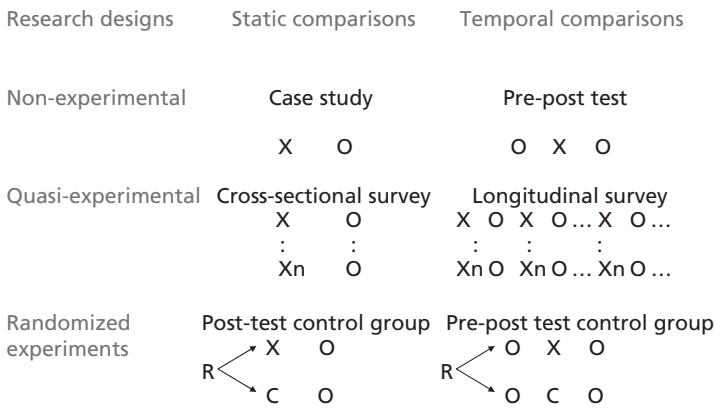 Research designs Static comparisons Temporal comparisons
Non-experimental Case study Pre-post test
X O O X O
Quasi-experimental Cross-sectional survey Longitudinal survey
X O X O X O ... X O ...
: : : : :
Xn O Xn O Xn O ... Xn O ...
Randomized Post-test control group Pre-post test control group
experiments X O O X O
R R
C O O C O